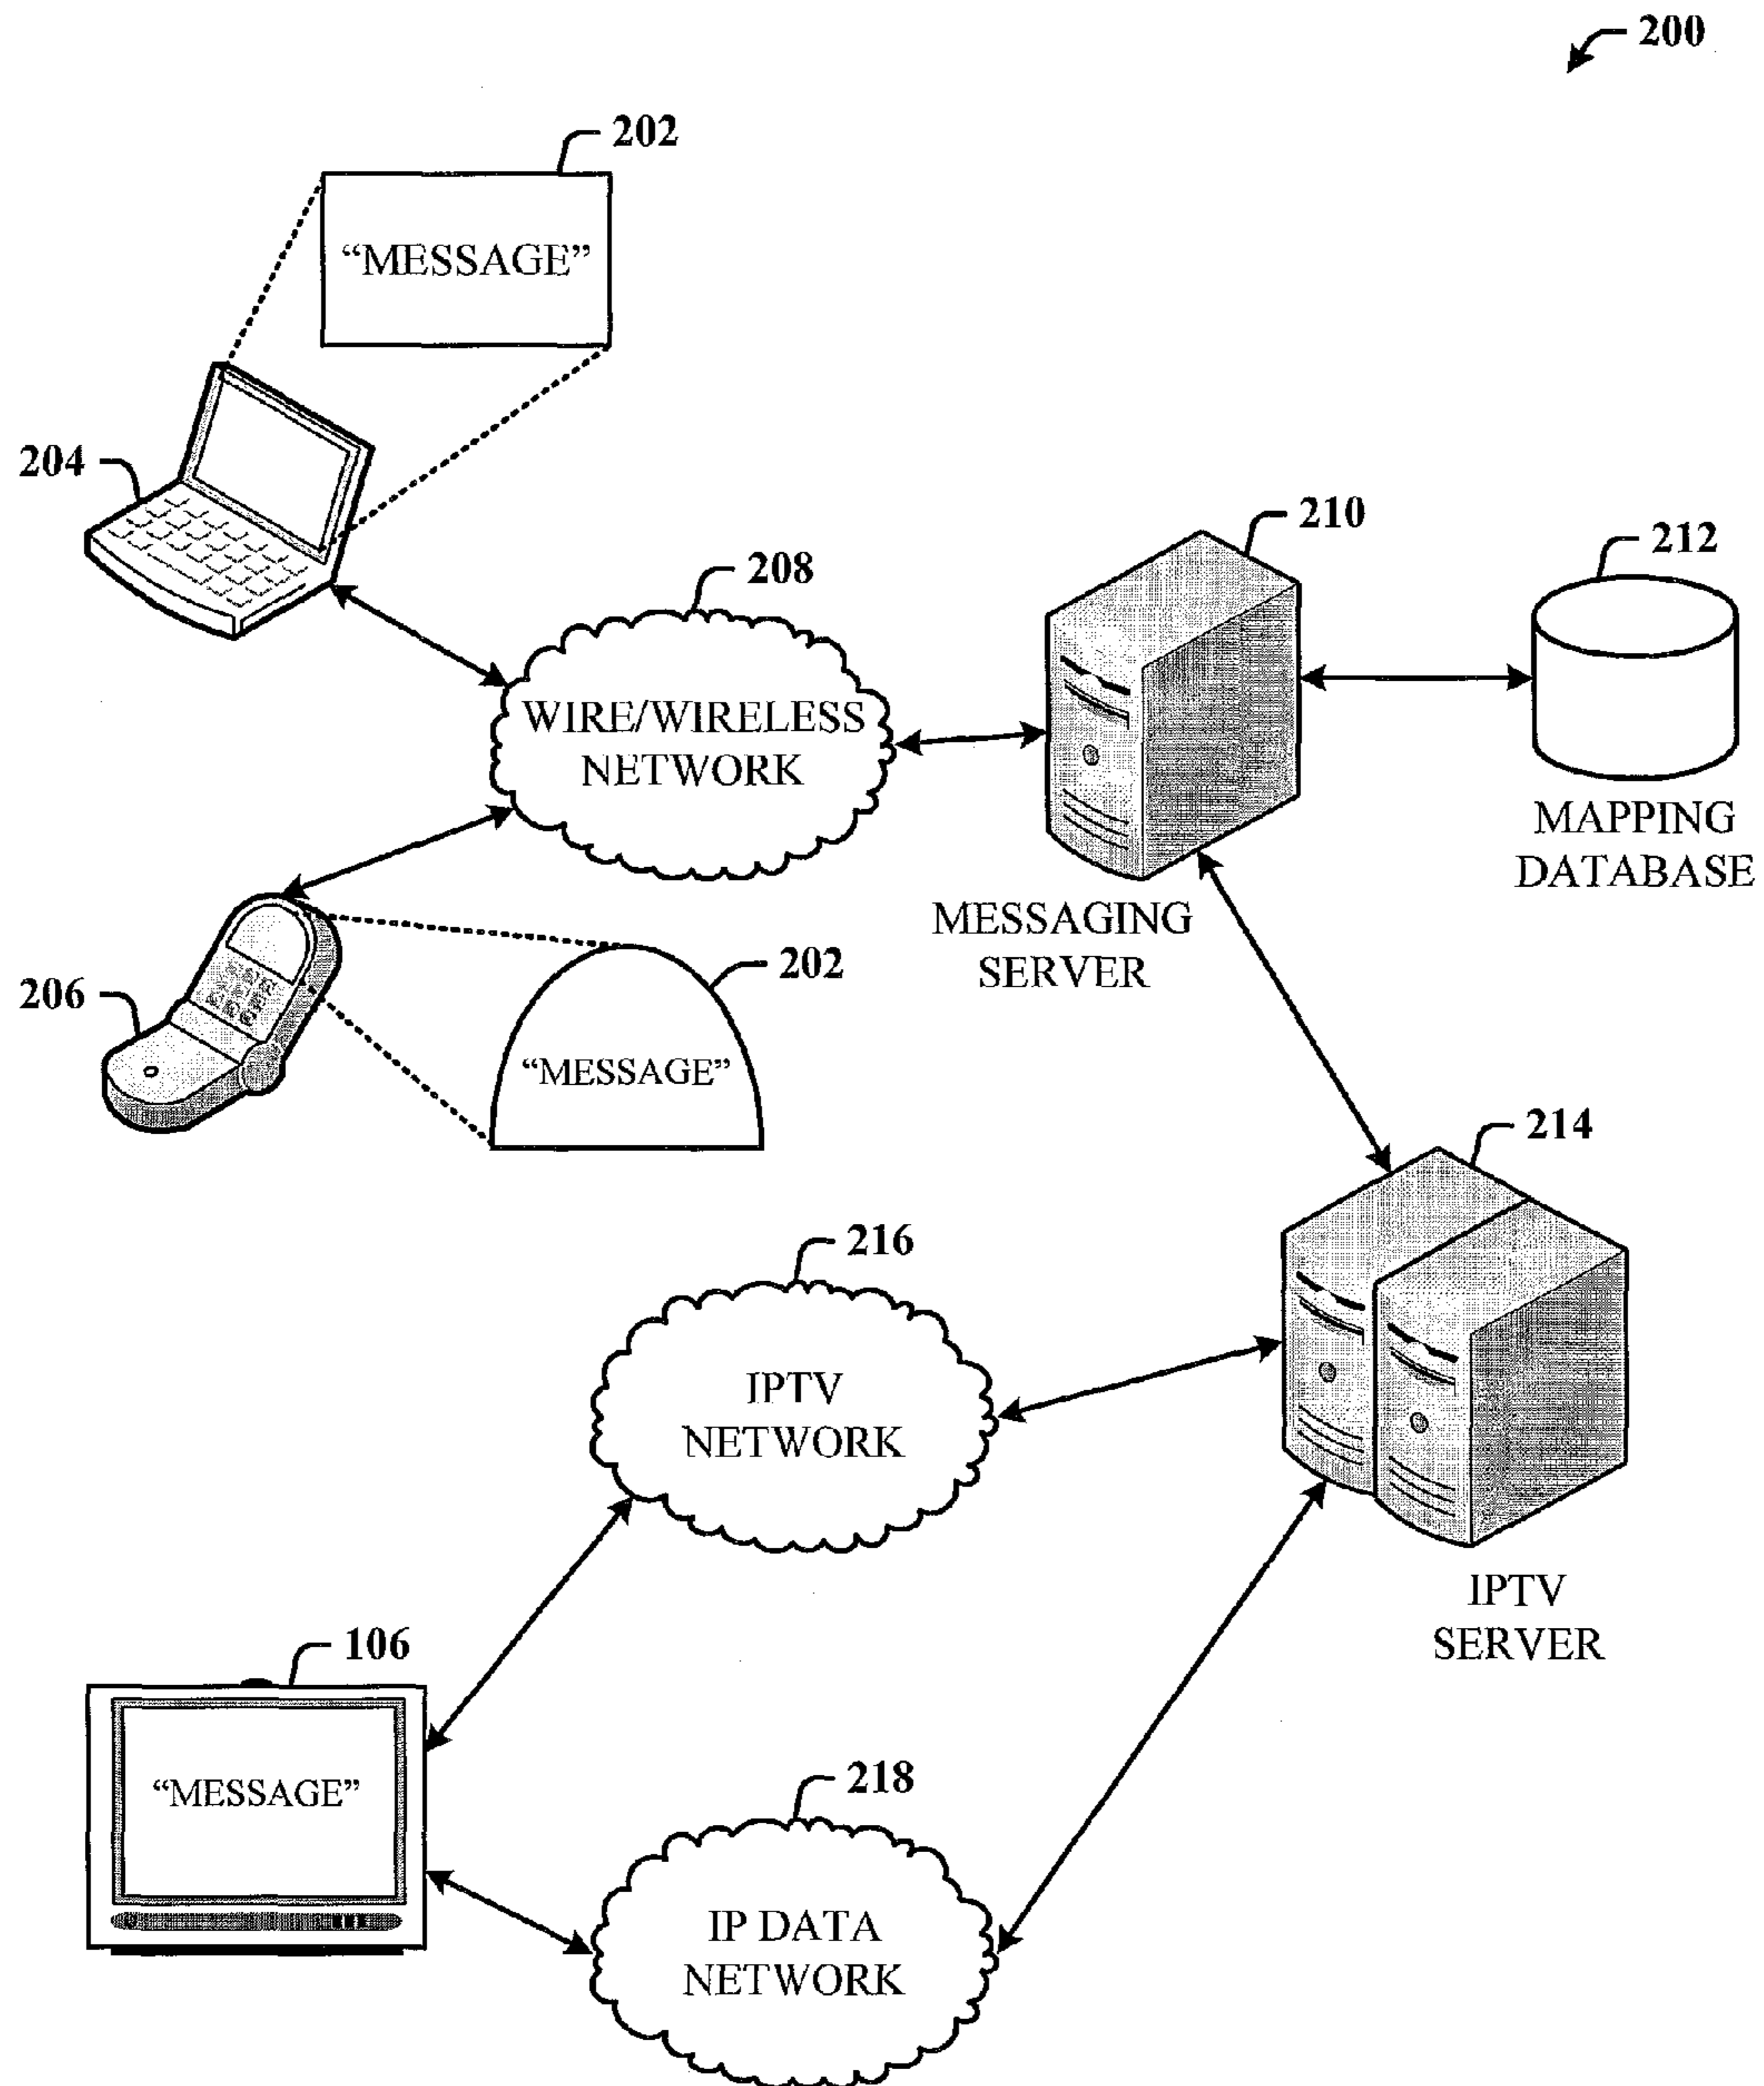 200
202
“MESSAGE”
204
210
212
208
WIRE/WIRELESS
NETWORK
MAPPING
DATABASE
MESSAGING
SERVER
202
206
“MESSAGE”
214
216
IPTV
NETWORK
IPTV
SERVER
106
“MESSAGE”
218
IP DATA
NETWORK